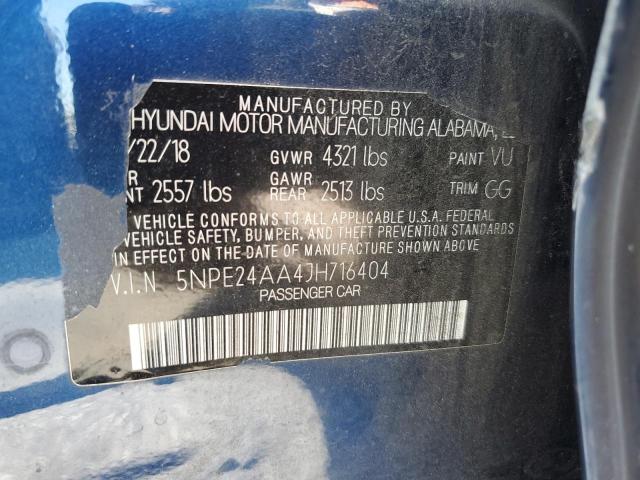 MANUFACTURED BY
HYUNDAI MOTOR MANUFACTURING ALABAMA,
/22/18 GVWR 4321 lbs PAINT VU
R GAWR
NT 2557 lbs REAR 2513 lbs TRIM GG
VEHICLE CONFORMS TO ALL APPLICABLE U.S.A. FEDERAL
VEHICLE SAFETY, BUMPER, AND THEFT PREVENTION STANDARDS
IN EFFECT ON THE DATE OF MANUFACTURE SHOWN ABOVE.
V.I.N 5NPE24AA4JH716404
PASSENGER CAR